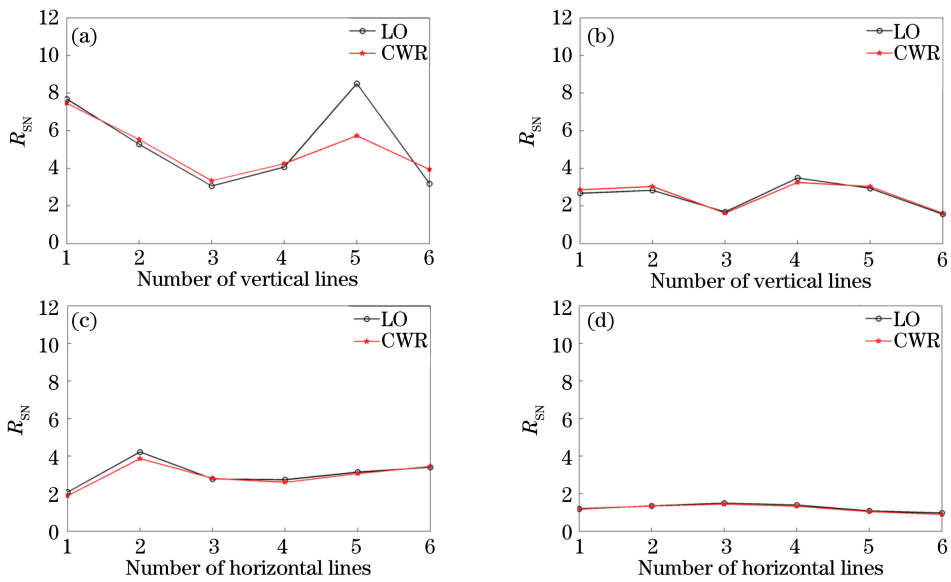 (a)
LO
CWR
12
10
8
6
4
2
0
R_SN
1 2 3 4 5 6
Number of vertical lines
(b)
LO
CWR
12
10
8
6
4
2
0
R_SN
1 2 3 4 5 6
Number of vertical lines
(c)
LO
CWR
12
10
8
6
4
2
0
R_SN
1 2 3 4 5 6
Number of horizontal lines
(d)
LO
CWR
12
10
8
6
4
2
0
R_SN
1 2 3 4 5 6
Number of horizontal lines